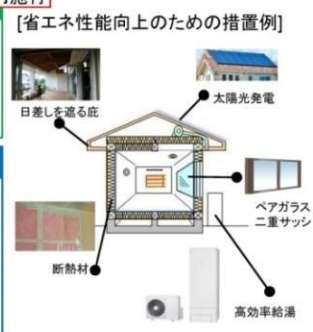 [省エネ性能向上のための措置例]
日差しを遮る庇
太陽光発電
ペアガラス
二重サッシ
断熱材
高効率給湯